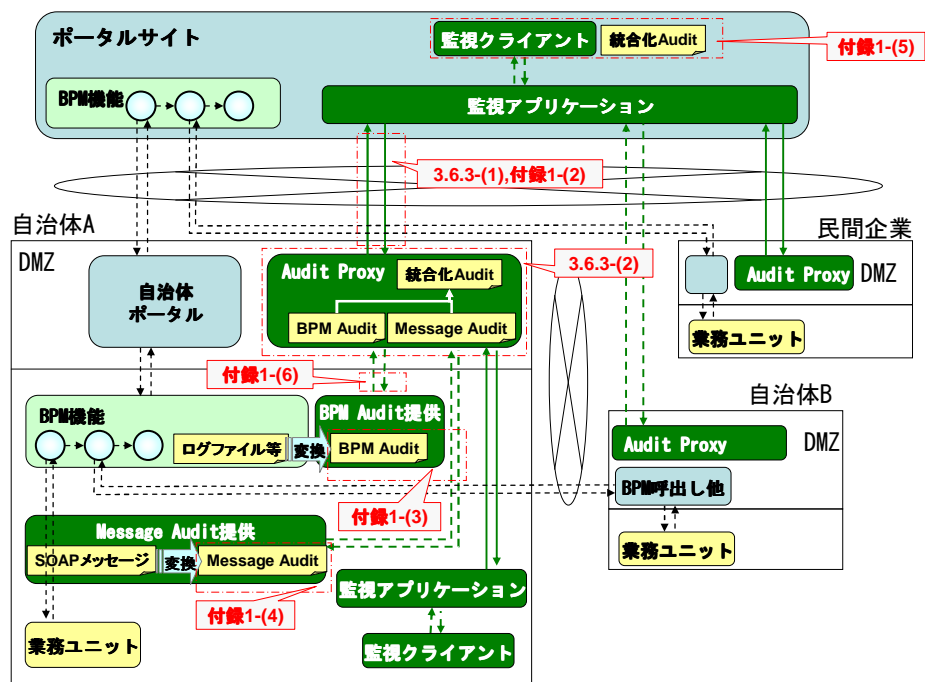 ポータルサイト
監視クライアント
統合化Audit
付録1-(5)
BPM機能
監視アプリケーション
3.6.3-(1),付録1-(2)
自治体A
民間企業
DMZ
自治体
ポータル
Audit Proxy
統合化Audit
BPM Audit
Message Audit
3.6.3-(2)
Audit Proxy
DMZ
業務ユニット
付録1-(6)
自治体B
BPM機能
ログファイル等
変換
BPM Audit提供
BPM Audit
Audit Proxy
DMZ
BPM呼出し他
付録1-(3)
業務ユニット
Message Audit提供
SOAPメッセージ
変換
Message Audit
監視アプリケーション
付録1-(4)
業務ユニット
監視クライアント